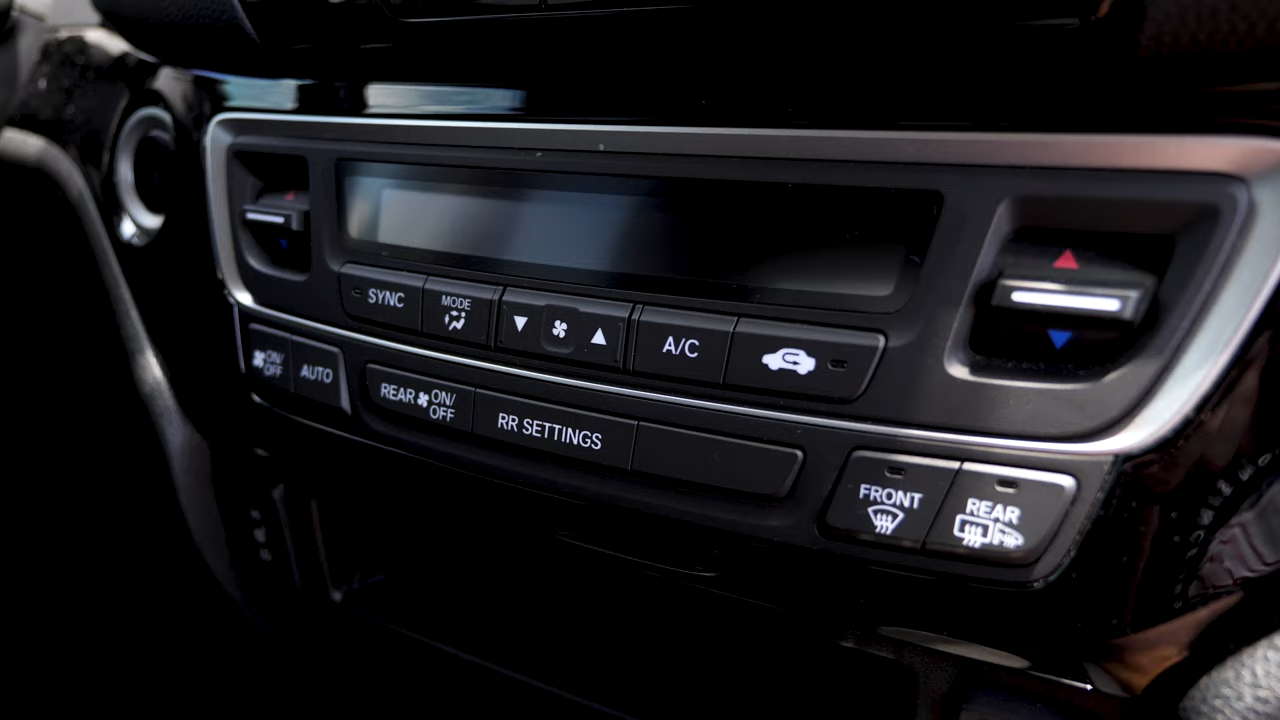 SYNC
MODE
A/C
ON/
OFF
AUTO
REAR ON/
OFF
RR SETTINGS
FRONT
REAR